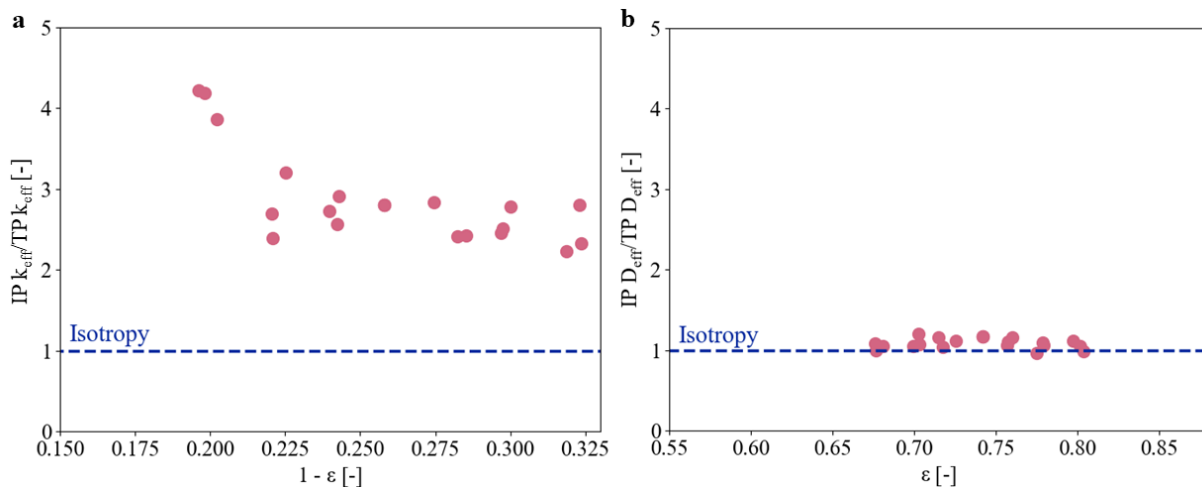 a
5
4
3
2
1
0
IP k_eff/TP k_eff [-]
Isotropy
0.150 0.175 0.200 0.225 0.250 0.275 0.300 0.325
1 - ε [-]
b
5
4
3
2
1
0
IP D_eff/TP D_eff [-]
Isotropy
0.55 0.60 0.65 0.70 0.75 0.80 0.85
ε [-]